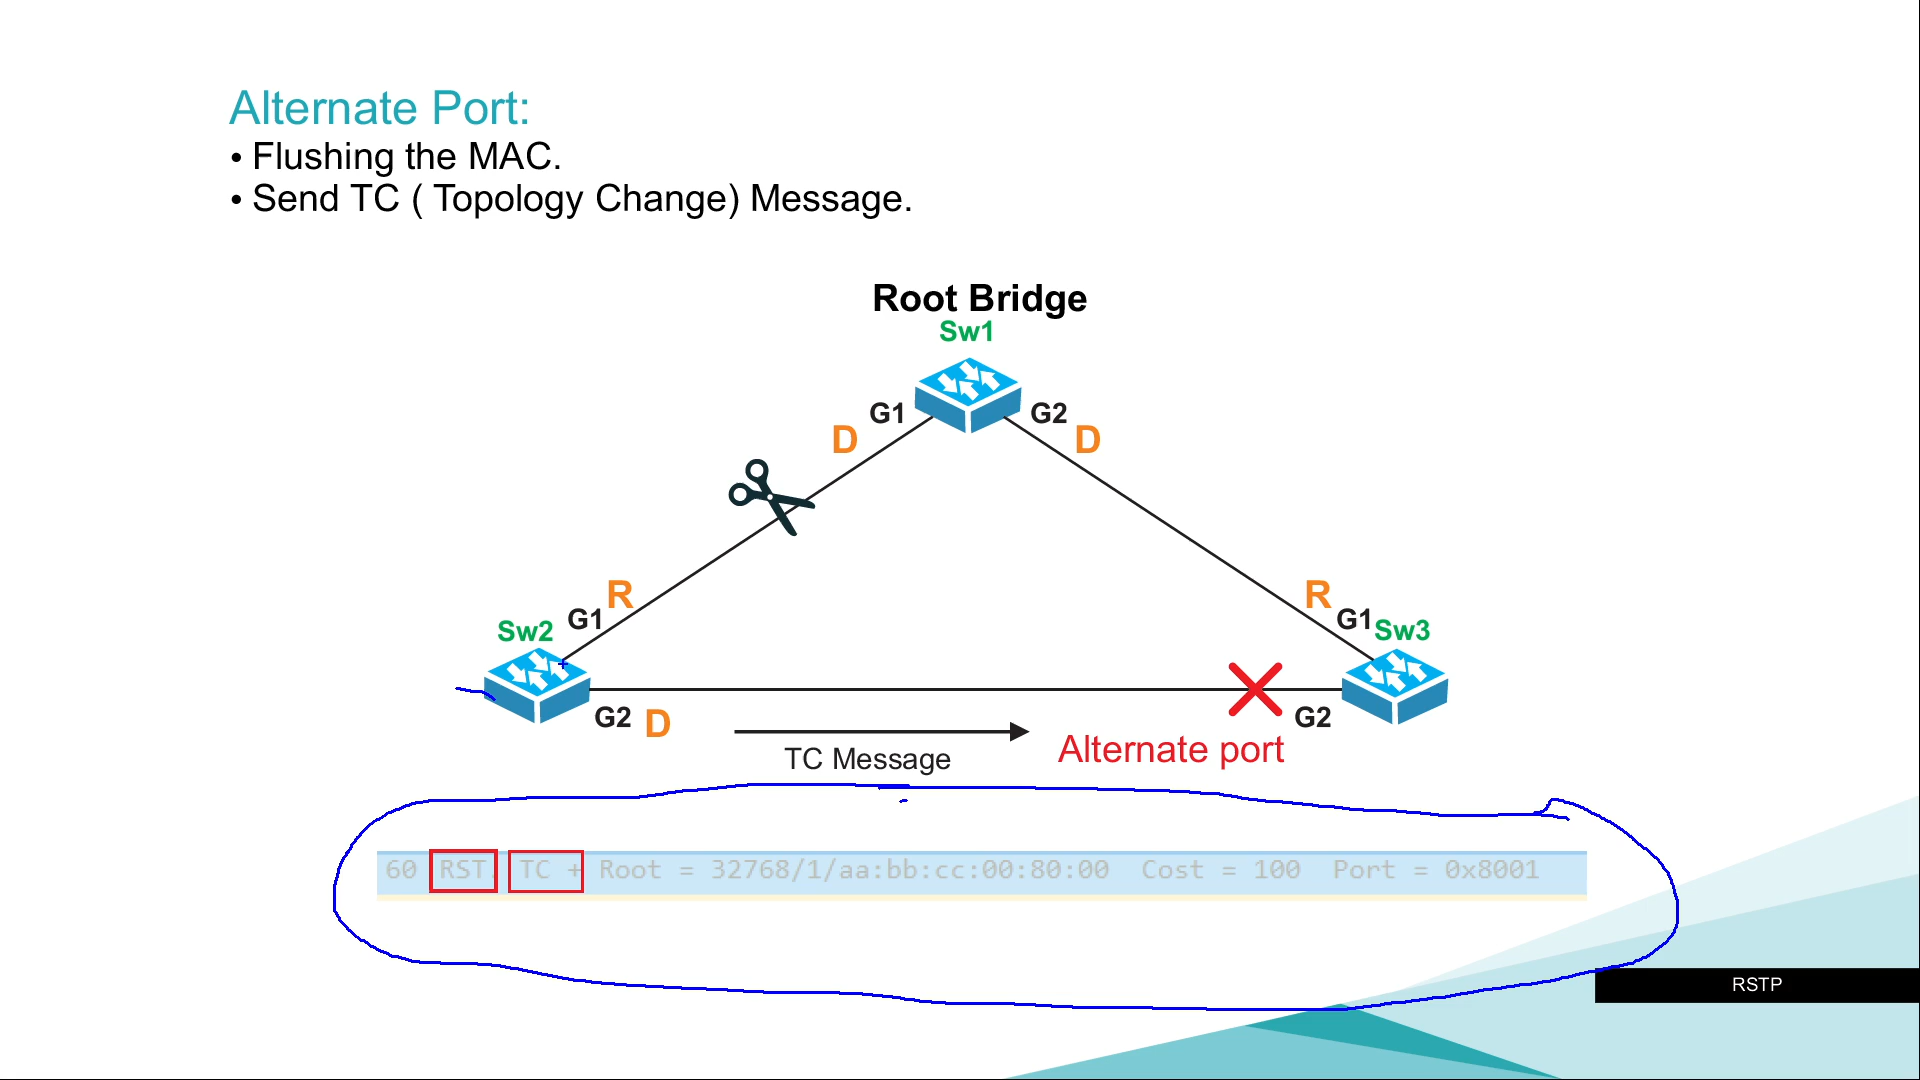 Alternate Port:
• Flushing the MAC.
• Send TC ( Topology Change) Message.
Root Bridge
Sw1
G1
G2
D
D
R
R
G1
G1
Sw2
Sw3
G2
D
G2
TC Message
Alternate port
60 RST. TC + Root = 32768/1/aa:bb:cc:00:80:00 Cost = 100 Port = 0x8001
RSTP